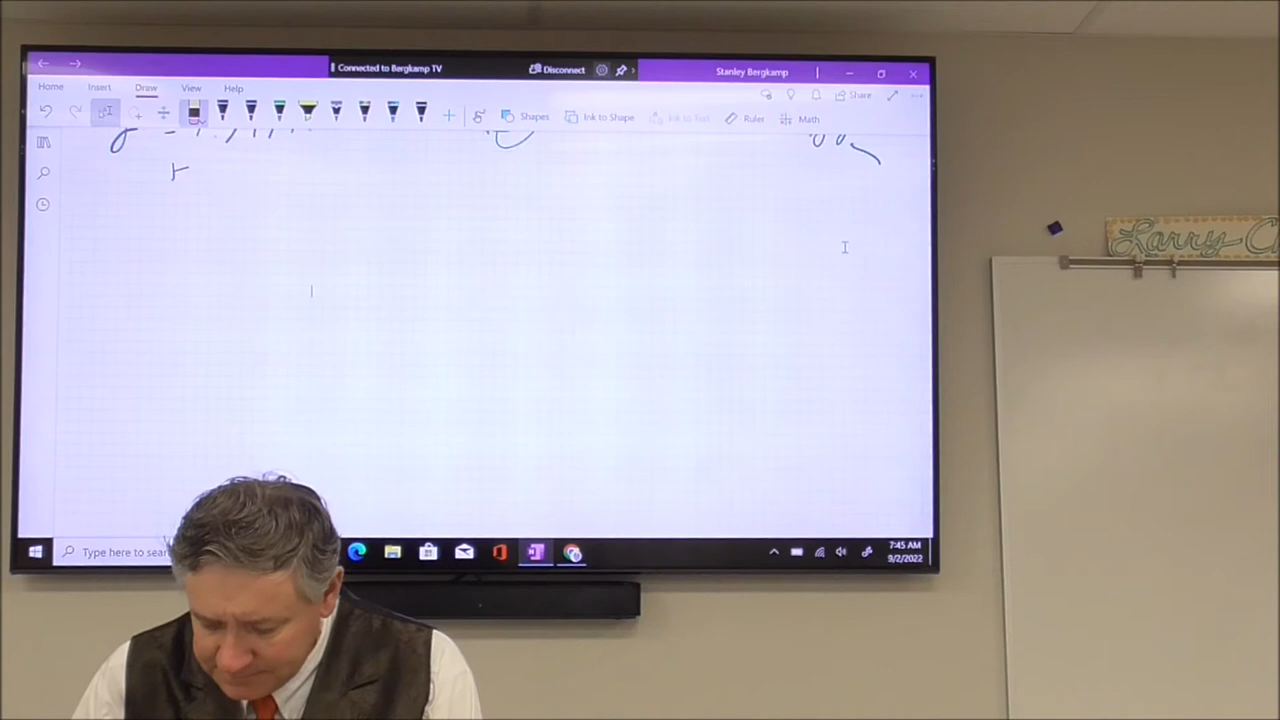 Connected to Bergkamp TV
Disconnect
Stanley Bergkamp
Home Insert Draw View Help
Share
Shapes Ink to Shape Ink to Text Ruler Math
Larry C
Type here to sear
7:45 AM
9/2/2022